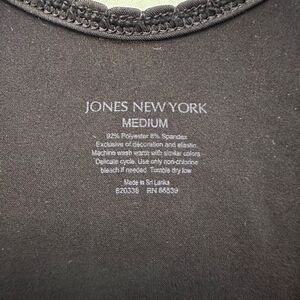 JONES NEW YORK
MEDIUM
92% Polyester 8% Spandex
Exclusive of decoration and elastic.
Machine wash warm with similar colors.
Delicate cycle. Use only non-chlorine
bleach if needed. Tumble dry low
Made in Sri Lanka
620338 RN 86539